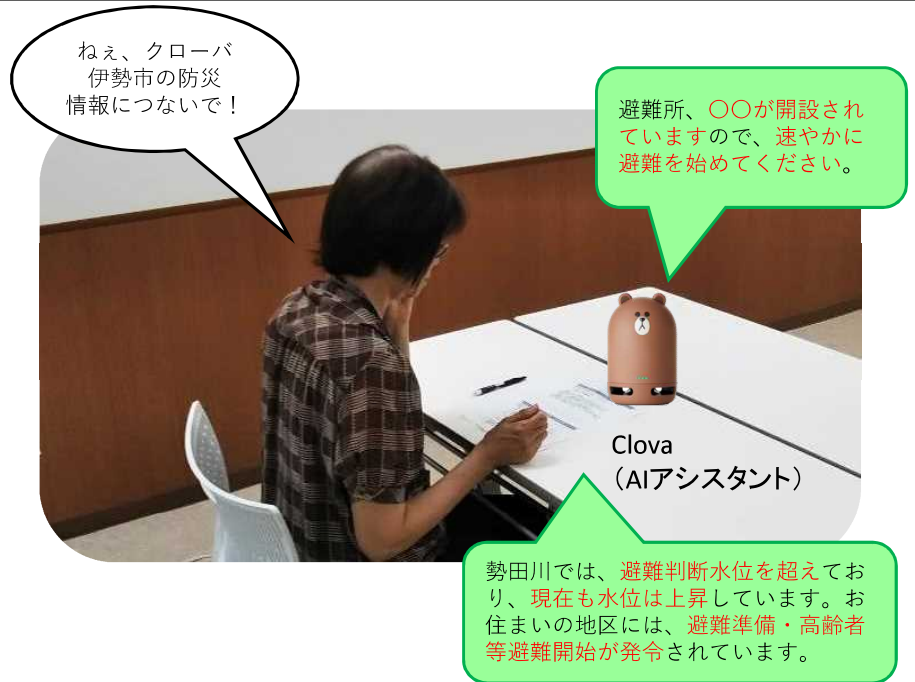 ねぇ、クローバ
伊勢市の防災
情報につないで！
避難所、〇〇が開設され
ていますので、速やかに
避難を始めてください。
Clova
（AIアシスタント）
勢田川では、避難判断水位を超えてお
り、現在も水位は上昇しています。お
住まいの地区には、避難準備・高齢者
等避難開始が発令されています。